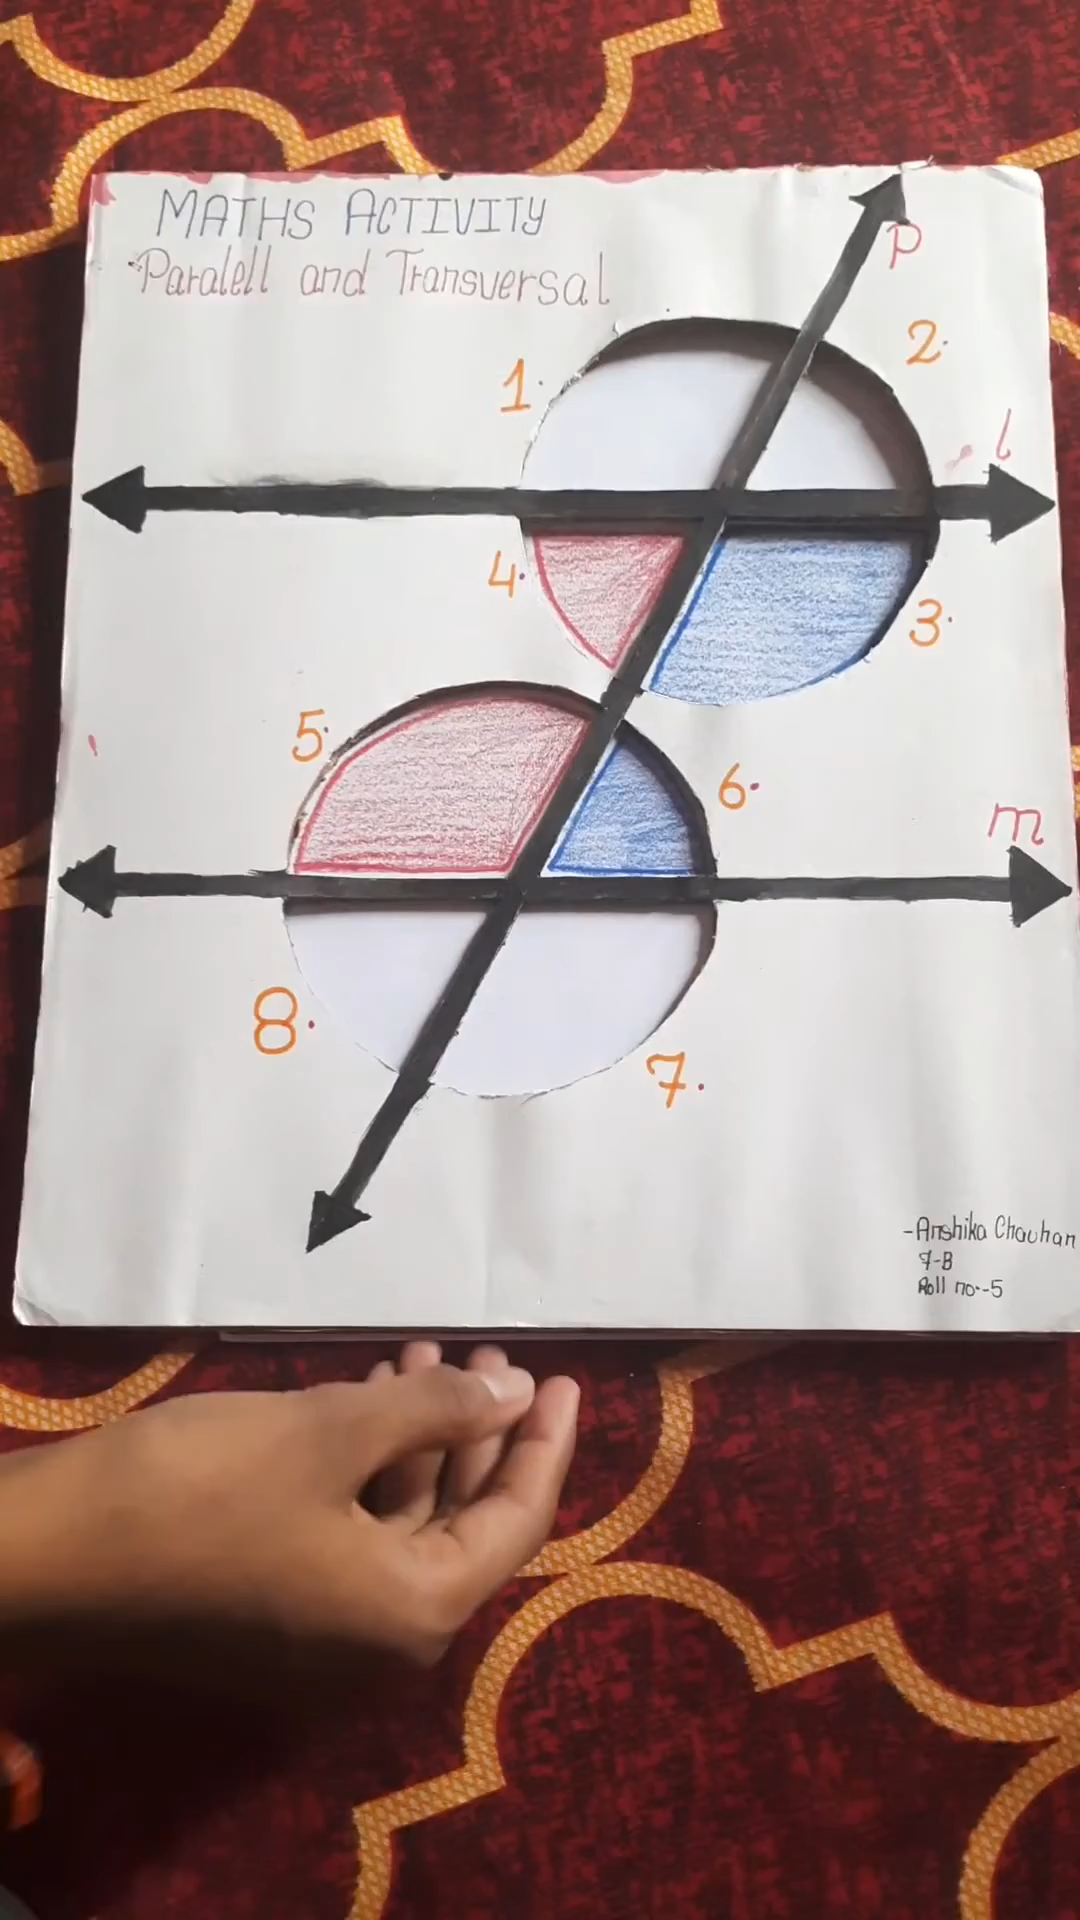 MATHS ACTIVITY
Paralell and Transversal
p
2.
1.
l
4.
3.
5.
6.
m
8.
7.
-Anshika Chauhan
7-B
Roll no.-5